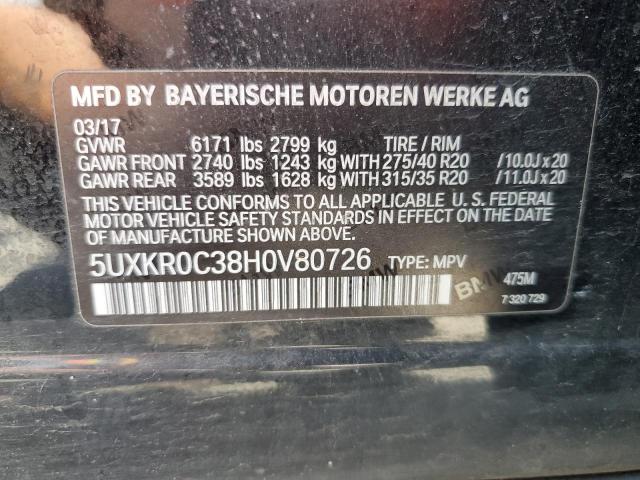 MFD BY BAYERISCHE MOTOREN WERKE AG
03/17
GVWR 6171 lbs 2799 kg TIRE / RIM
GAWR FRONT 2740 lbs 1243 kg WITH 275/40 R20 /10.0J x 20
GAWR REAR 3589 lbs 1628 kg WITH 315/35 R20 /11.0J x 20
THIS VEHICLE CONFORMS TO ALL APPLICABLE U. S. FEDERAL
MOTOR VEHICLE SAFETY STANDARDS IN EFFECT ON THE
DATE OF MANUFACTURE SHOWN ABOVE.
5UXKR0C38H0V80726 TYPE: MPV
BMW 475M
7 320 729